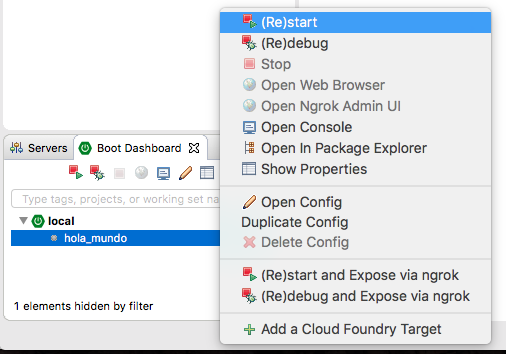 (Re)start
(Re)debug
Stop
Open Web Browser
Open Ngrok Admin UI
Open Console
Open In Package Explorer
Show Properties
Open Config
Duplicate Config
Delete Config
(Re)start and Expose via ngrok
(Re)debug and Expose via ngrok
Add a Cloud Foundry Target
Servers
Boot Dashboard
Type tags, projects, or working set na
local
hola_mundo
1 elements hidden by filter